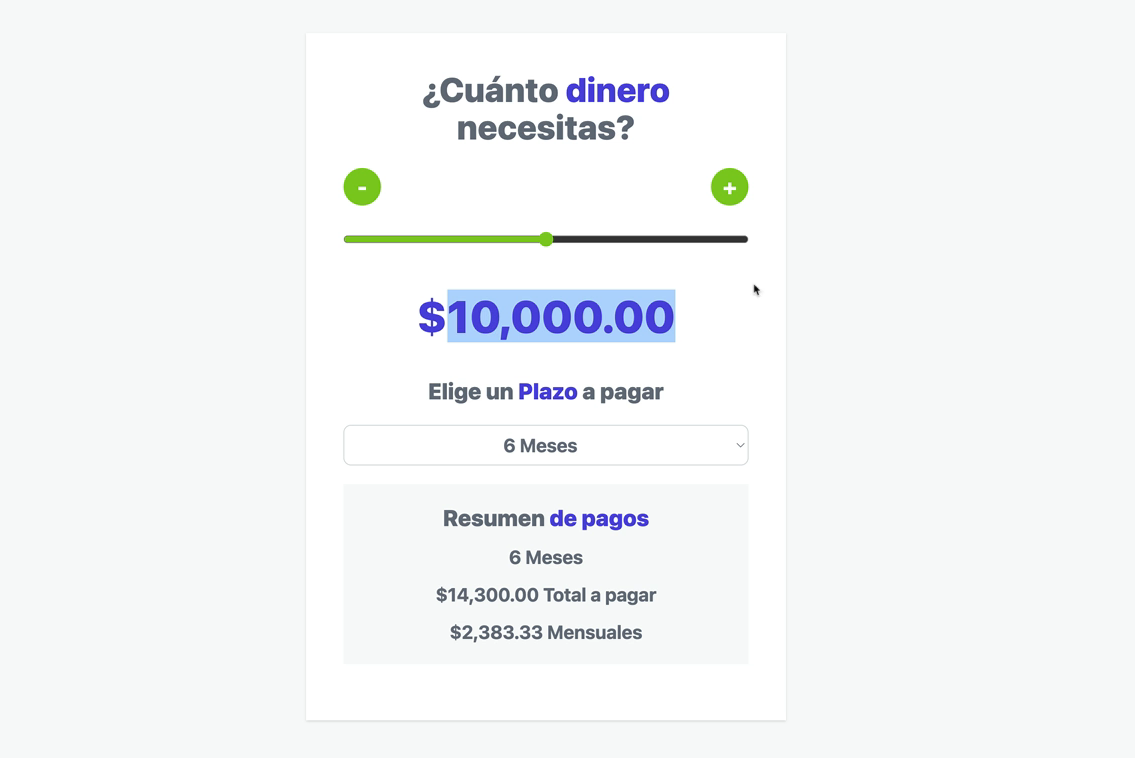 ¿Cuánto dinero
necesitas?
- +
$10,000.00
Elige un Plazo a pagar
6 Meses
Resumen de pagos
6 Meses
$14,300.00 Total a pagar
$2,383.33 Mensuales